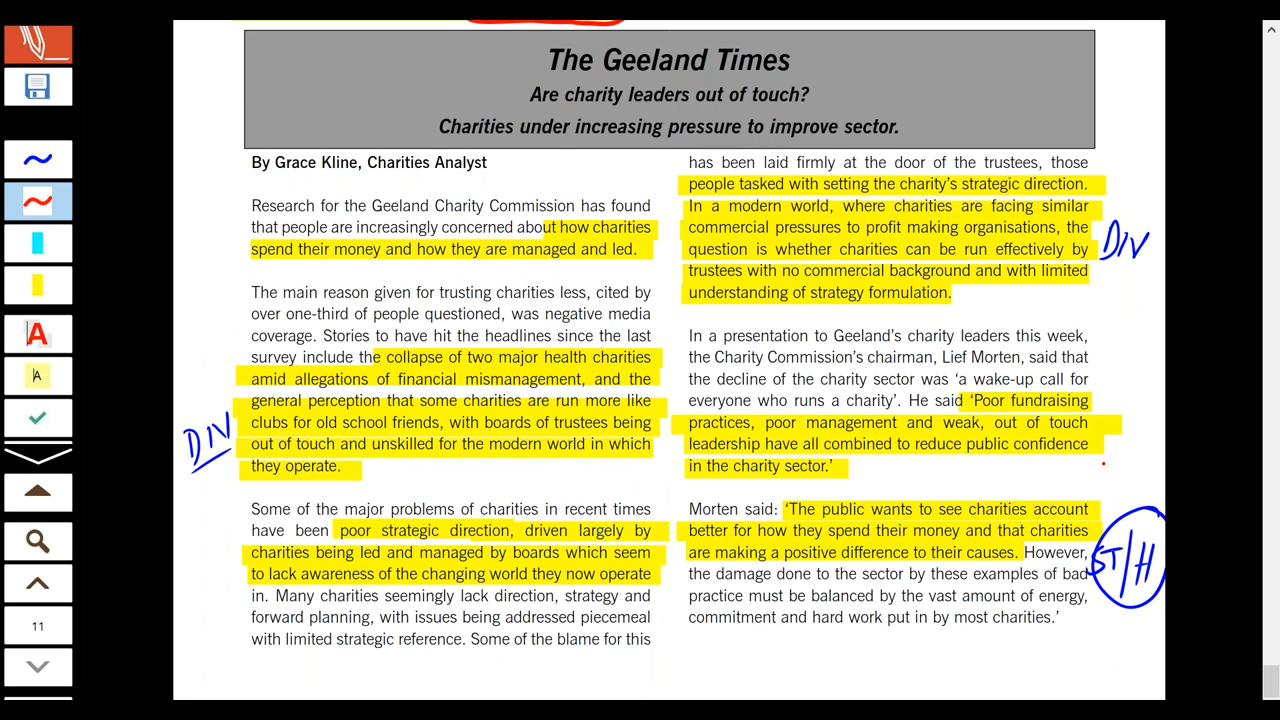 The Geeland Times
Are charity leaders out of touch?
Charities under increasing pressure to improve sector.
By Grace Kline, Charities Analyst
Research for the Geeland Charity Commission has found
that people are increasingly concerned about how charities
spend their money and how they are managed and led.
The main reason given for trusting charities less, cited by
over one-third of people questioned, was negative media
coverage. Stories to have hit the headlines since the last
survey include the collapse of two major health charities
amid allegations of financial mismanagement, and the
general perception that some charities are run more like
clubs for old school friends, with boards of trustees being
out of touch and unskilled for the modern world in which
they operate.
DIV
Some of the major problems of charities in recent times
have been poor strategic direction, driven largely by
charities being led and managed by boards which seem
to lack awareness of the changing world they now operate
in. Many charities seemingly lack direction, strategy and
forward planning, with issues being addressed piecemeal
with limited strategic reference. Some of the blame for this
has been laid firmly at the door of the trustees, those
people tasked with setting the charity's strategic direction.
In a modern world, where charities are facing similar
commercial pressures to profit making organisations, the
question is whether charities can be run effectively by
trustees with no commercial background and with limited
understanding of strategy formulation.
DIV
In a presentation to Geeland's charity leaders this week,
the Charity Commission's chairman, Lief Morten, said that
the decline of the charity sector was 'a wake-up call for
everyone who runs a charity'. He said 'Poor fundraising
practices, poor management and weak, out of touch
leadership have all combined to reduce public confidence
in the charity sector.'
Morten said: 'The public wants to see charities account
better for how they spend their money and that charities
are making a positive difference to their causes. However,
the damage done to the sector by these examples of bad
practice must be balanced by the vast amount of energy,
commitment and hard work put in by most charities.'
ST/H
A
A
11